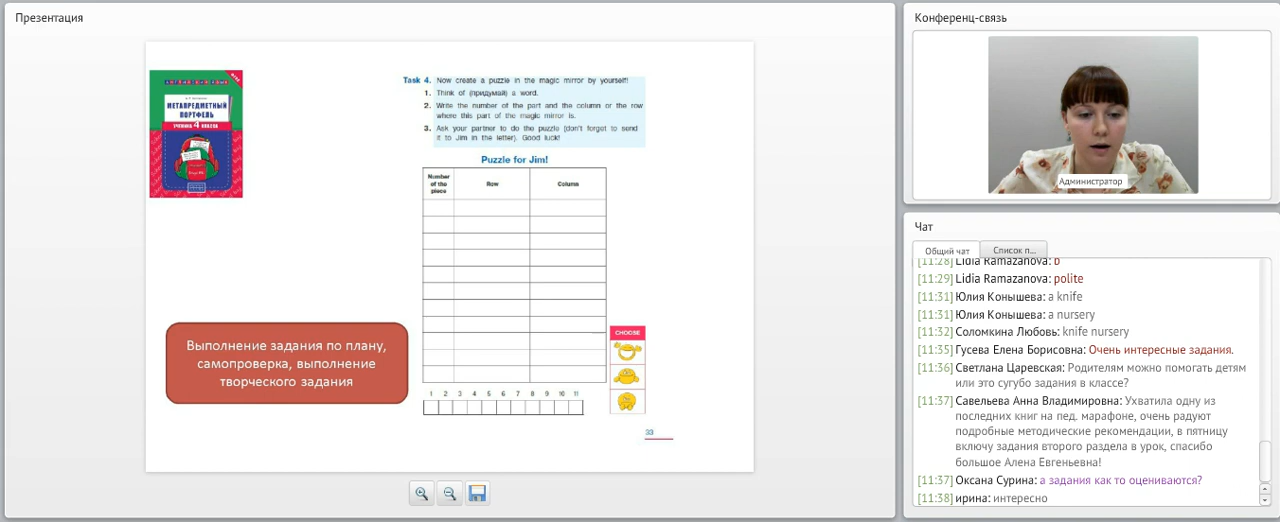 Презентация
АНГЛИЙСКИЙ ЯЗЫК
МЕТАПРЕДМЕТНЫЙ
ПОРТФЕЛЬ
УЧЕНИКА 4 КЛАССА
Task 4. Now create a puzzle in the magic mirror by yourself!
1. Think of (придумай) a word.
2. Write the number of the part and the column or the row
where this part of the magic mirror is.
3. Ask your partner to do the puzzle (don't forget to send
it to Jim in the letter). Good luck!
Puzzle for Jim!
Number
of the
piece
Row
Column
CHOOSE
1 2 3 4 5 6 7 8 9 10 11
33
Выполнение задания по плану,
самопроверка, выполнение
творческого задания
Конференц-связь
Администратор
Чат
Общий чат
Список п...
[11:28] Lidia Ramazanova: b
[11:29] Lidia Ramazanova: polite
[11:31] Юлия Конышева: a knife
[11:31] Юлия Конышева: a nursery
[11:32] Соломкина Любовь: knife nursery
[11:35] Гусева Елена Борисовна: Очень интересные задания.
[11:36] Светлана Царевская: Родителям можно помогать детям
или это сугубо задания в классе?
[11:37] Савельева Анна Владимировна: Ухватила одну из
последних книг на пед. марафоне, очень радуют
подробные методические рекомендации, в пятницу
включу задания второго раздела в урок, спасибо
большое Алена Евгеньевна!
[11:37] Оксана Сурина: а задания как то оцениваются?
[11:38] ирина: интересно